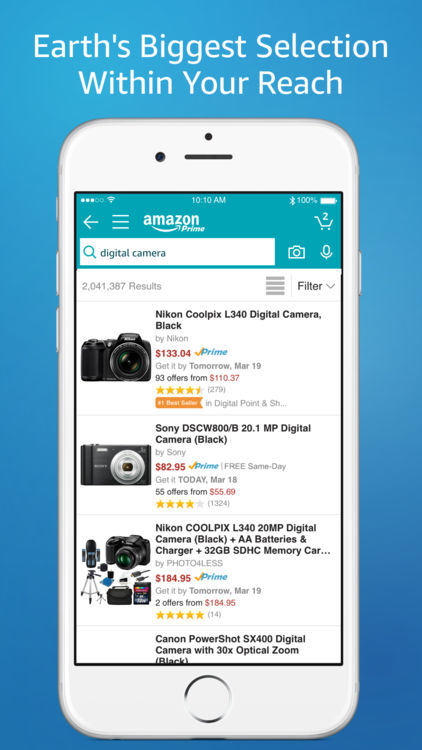 Earth's Biggest Selection
Within Your Reach
10:10 AM
100%
amazon
Prime
2
digital camera
2,041,387 Results
Filter
Nikon Coolpix L340 Digital Camera,
Black
by Nikon
$133.04 Prime
Get it by Tomorrow, Mar 19
93 offers from $110.37
(279)
#1 Best Seller in Digital Point & Sh...
Sony DSCW800/B 20.1 MP Digital
Camera (Black)
by Sony
$82.95 Prime | FREE Same-Day
Get it TODAY, Mar 18
55 offers from $55.69
(1324)
Nikon COOLPIX L340 20MP Digital
Camera (Black) + AA Batteries &
Charger + 32GB SDHC Memory Car...
by PHOTO4LESS
$184.95 Prime
Get it by Tomorrow, Mar 19
2 offers from $184.95
(14)
Canon PowerShot SX400 Digital
Camera with 30x Optical Zoom
(Black)